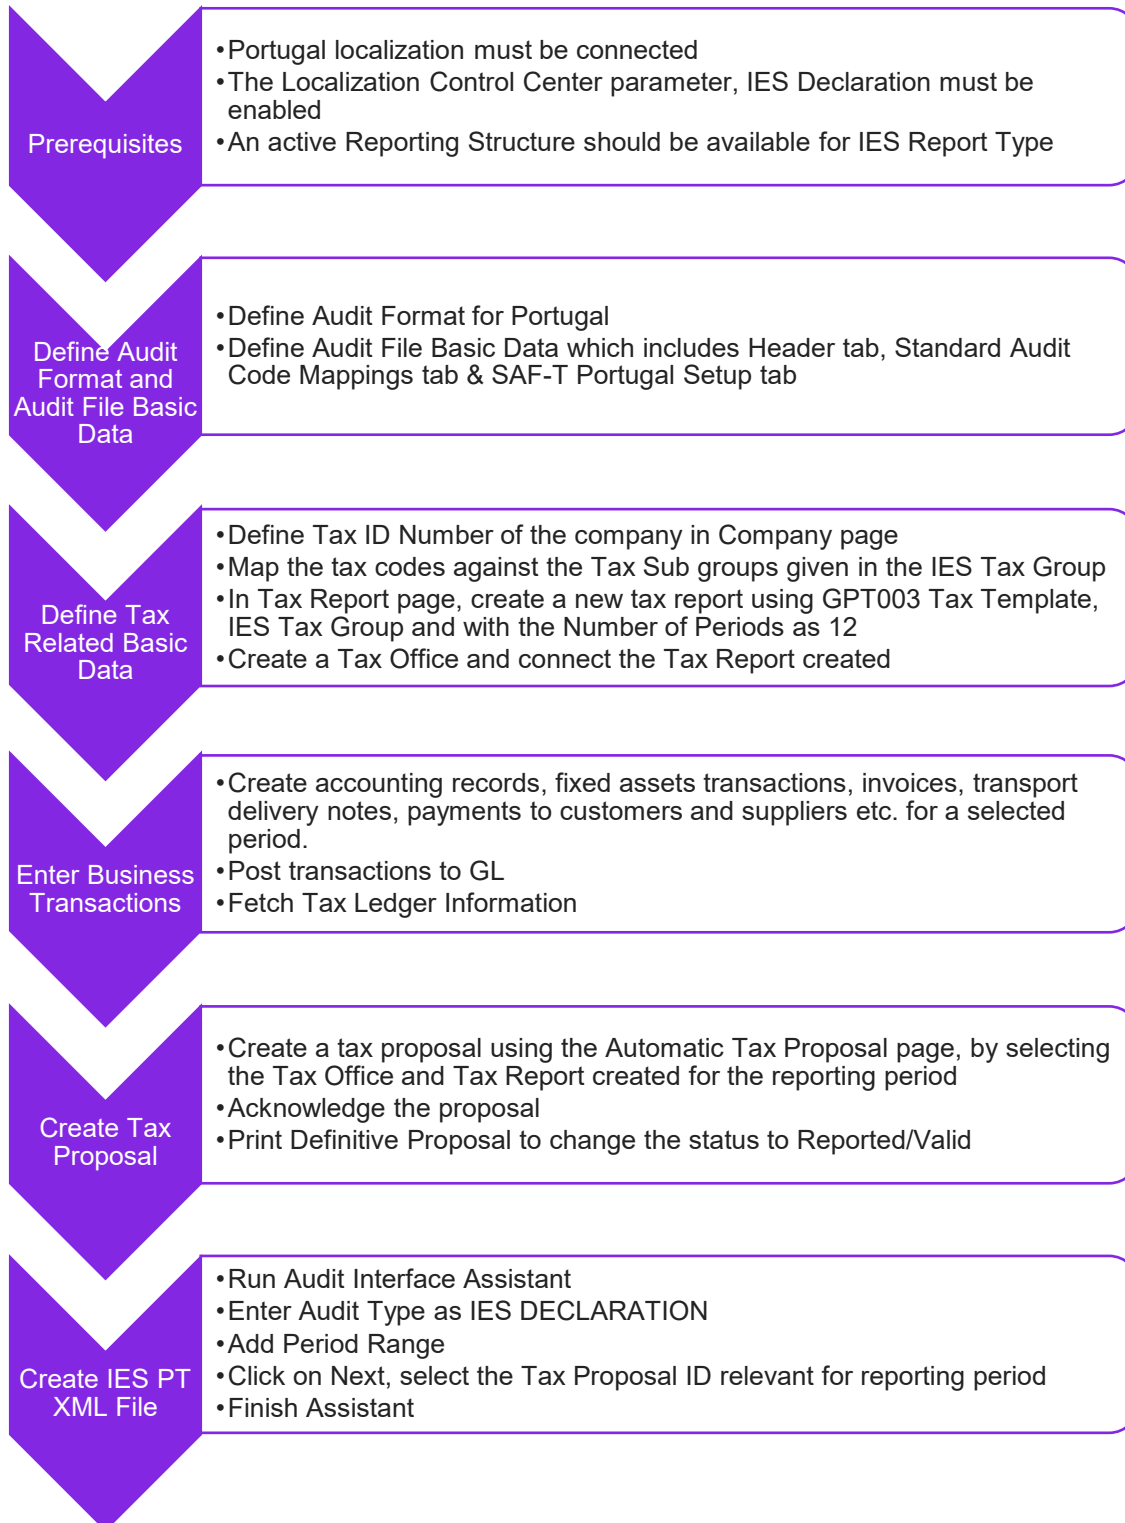 Prerequisites
•Portugal localization must be connected
•The Localization Control Center parameter, IES Declaration must be
enabled
•An active Reporting Structure should be available for IES Report Type
Define Audit
Format and
Audit File Basic
Data
•Define Audit Format for Portugal
•Define Audit File Basic Data which includes Header tab, Standard Audit
Code Mappings tab & SAF-T Portugal Setup tab
Define Tax
Related Basic
Data
•Define Tax ID Number of the company in Company page
•Map the tax codes against the Tax Sub groups given in the IES Tax Group
•In Tax Report page, create a new tax report using GPT003 Tax Template,
IES Tax Group and with the Number of Periods as 12
•Create a Tax Office and connect the Tax Report created
Enter Business
Transactions
•Create accounting records, fixed assets transactions, invoices, transport
delivery notes, payments to customers and suppliers etc. for a selected
period.
•Post transactions to GL
•Fetch Tax Ledger Information
Create Tax
Proposal
•Create a tax proposal using the Automatic Tax Proposal page, by selecting
the Tax Office and Tax Report created for the reporting period
•Acknowledge the proposal
•Print Definitive Proposal to change the status to Reported/Valid
Create IES PT
XML File
•Run Audit Interface Assistant
•Enter Audit Type as IES DECLARATION
•Add Period Range
•Click on Next, select the Tax Proposal ID relevant for reporting period
•Finish Assistant